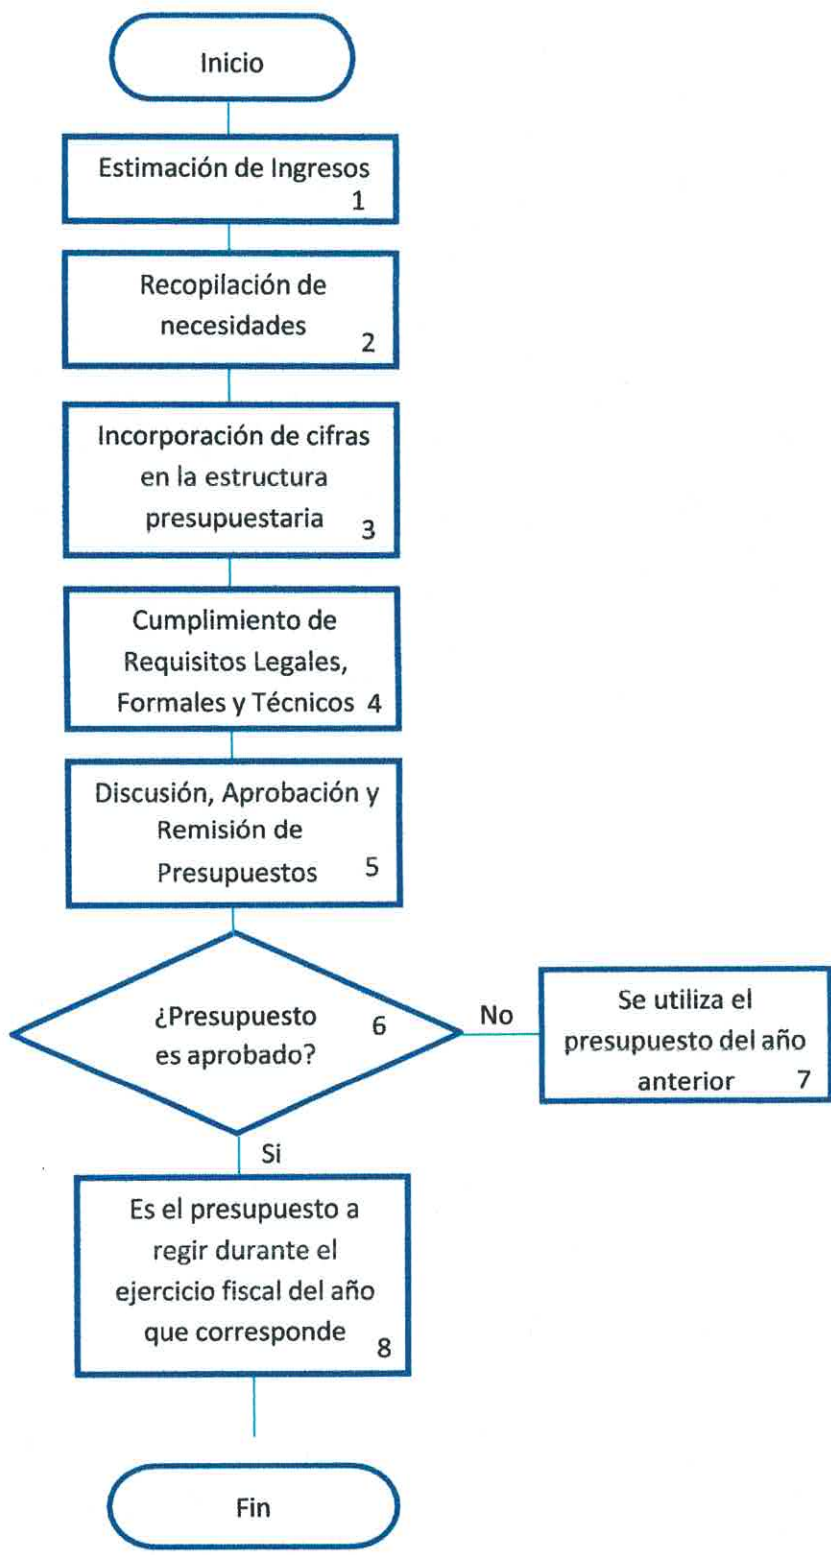 Inicio
Estimación de Ingresos
1
Recopilación de
necesidades
2
Incorporación de cifras
en la estructura
presupuestaria
3
Cumplimiento de
Requisitos Legales,
Formales y Técnicos 4
Discusión, Aprobación y
Remisión de
Presupuestos 5
¿Presupuesto 6
es aprobado?
No
Se utiliza el
presupuesto del año
anterior 7
Si
Es el presupuesto a
regir durante el
ejercicio fiscal del año
que corresponde
8
Fin